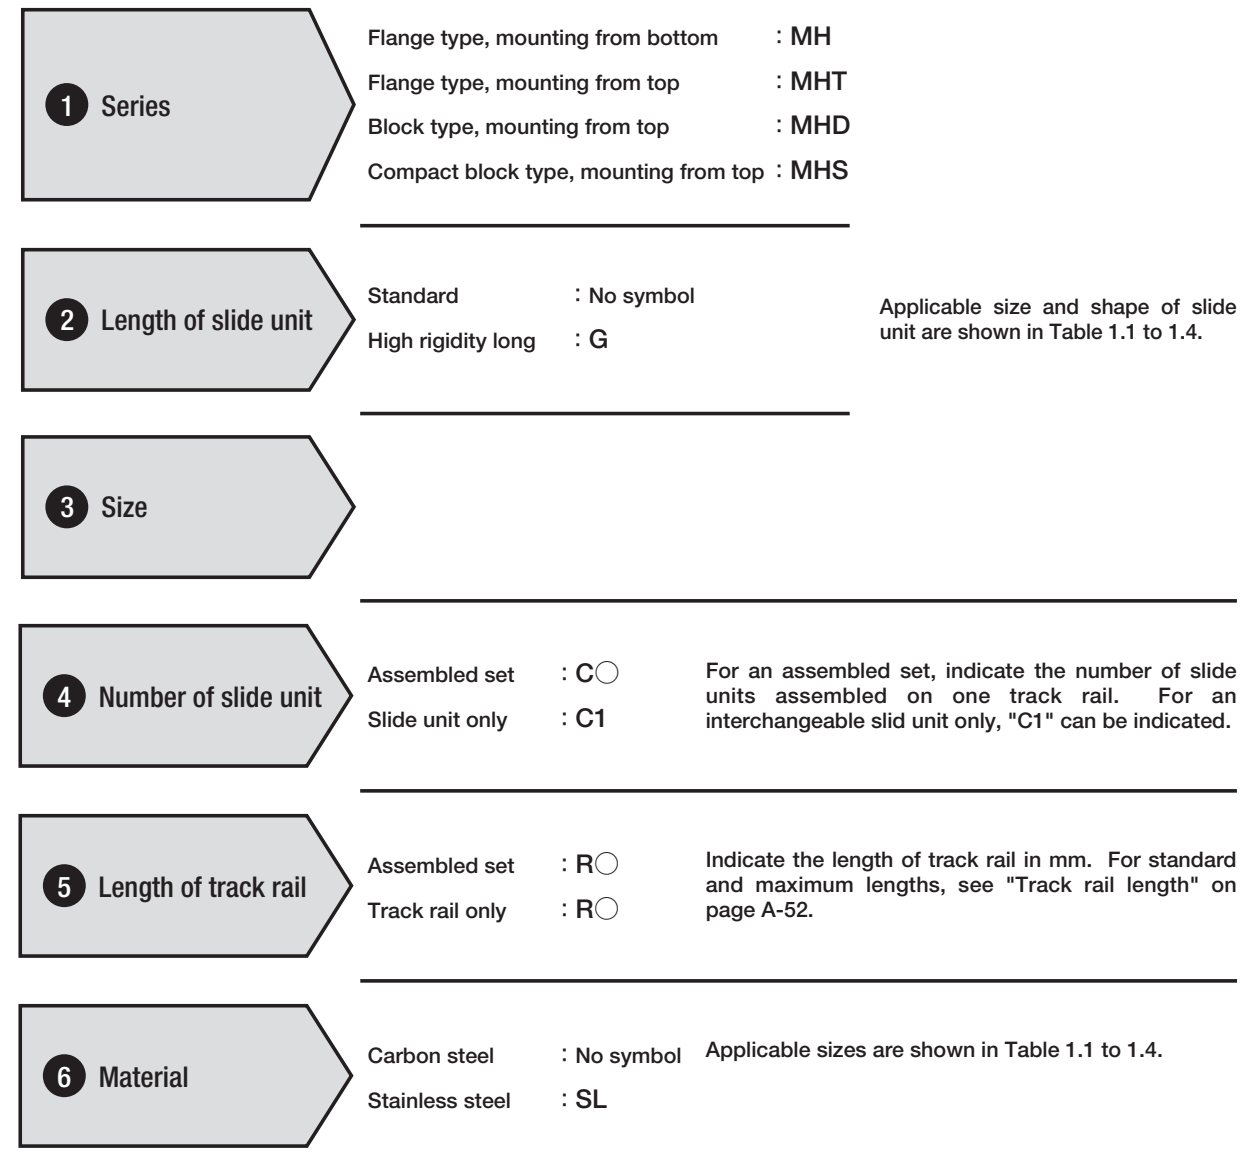 1 Series
Flange type, mounting from bottom : MH
Flange type, mounting from top : MHT
Block type, mounting from top : MHD
Compact block type, mounting from top : MHS
2 Length of slide unit
Standard : No symbol
High rigidity long : G
Applicable size and shape of slide
unit are shown in Table 1.1 to 1.4.
3 Size
4 Number of slide unit
Assembled set : C○
Slide unit only : C1
For an assembled set, indicate the number of slide
units assembled on one track rail. For an
interchangeable slid unit only, "C1" can be indicated.
5 Length of track rail
Assembled set : R○
Track rail only : R○
Indicate the length of track rail in mm. For standard
and maximum lengths, see "Track rail length" on
page A-52.
6 Material
Carbon steel : No symbol
Stainless steel : SL
Applicable sizes are shown in Table 1.1 to 1.4.